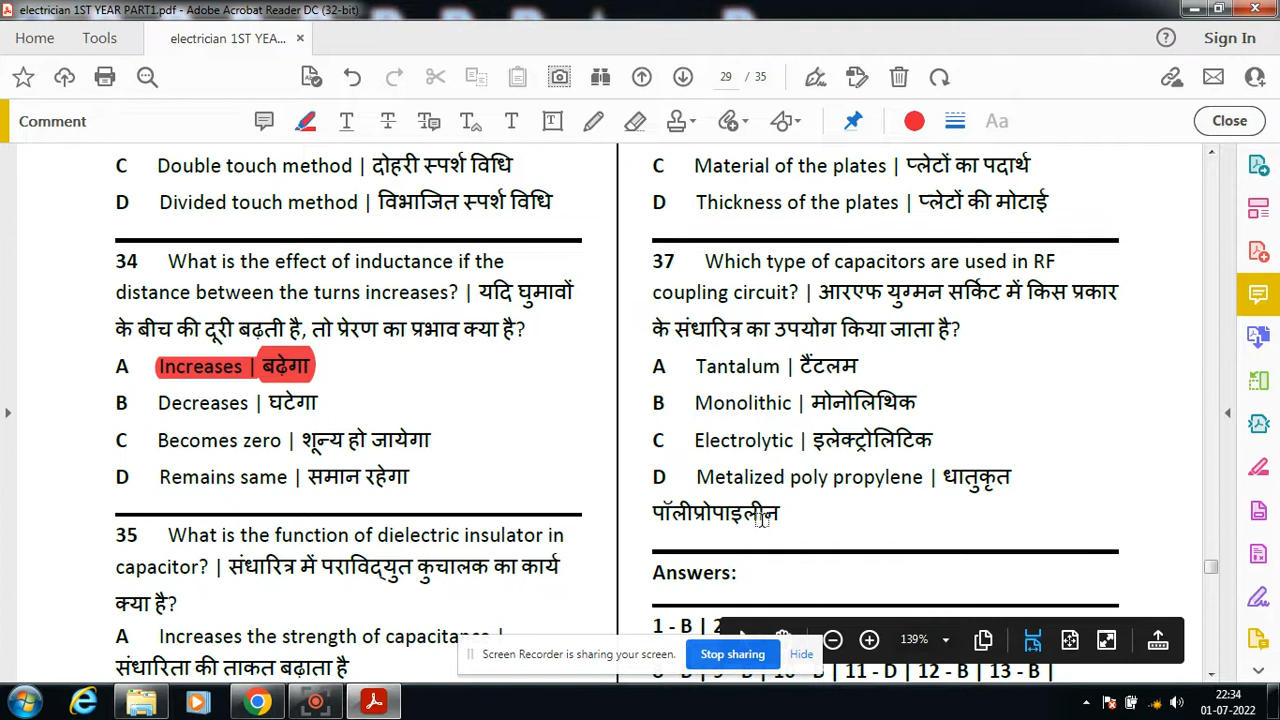 electrician 1ST YEAR PART1.pdf - Adobe Acrobat Reader DC (32-bit)
Home Tools electrician 1ST YEA... × Sign In
29 / 35
Comment Aa Close
C Double touch method | दोहरी स्पर्श विधि
D Divided touch method | विभाजित स्पर्श विधि
34 What is the effect of inductance if the
distance between the turns increases? | यदि घुमावों
के बीच की दूरी बढ़ती है, तो प्रेरण का प्रभाव क्या है?
A Increases | बढ़ेगा
B Decreases | घटेगा
C Becomes zero | शून्य हो जायेगा
D Remains same | समान रहेगा
35 What is the function of dielectric insulator in
capacitor? | संधारित्र में पराविद्युत कुचालक का कार्य
क्या है?
A Increases the strength of capacitance |
संधारिता की ताकत बढ़ाता है
C Material of the plates | प्लेटों का पदार्थ
D Thickness of the plates | प्लेटों की मोटाई
37 Which type of capacitors are used in RF
coupling circuit? | आरएफ युग्मन सर्किट में किस प्रकार
के संधारित्र का उपयोग किया जाता है?
A Tantalum | टैंटलम
B Monolithic | मोनोलिथिक
C Electrolytic | इलेक्ट्रोलिटिक
D Metalized poly propylene | धातुकृत
पॉलीप्रोपाइलीन
Answers:
1 - B | 2
11 - D | 12 - B | 13 - B |
139%
Screen Recorder is sharing your screen. Stop sharing Hide
22:34
01-07-2022